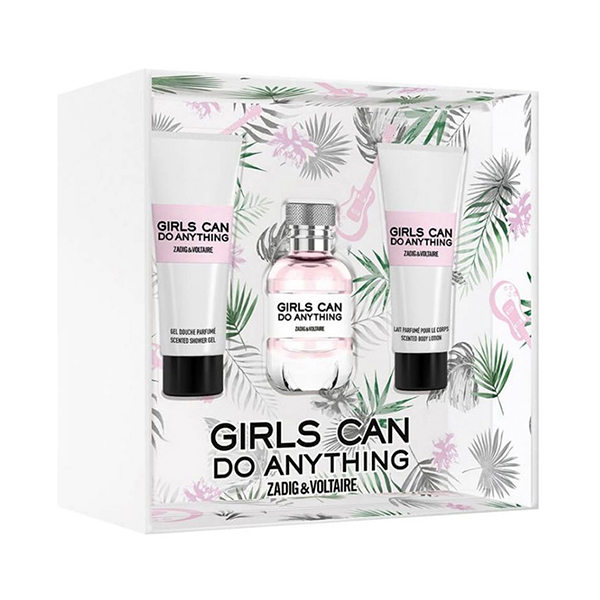 GIRLS CAN
DO ANYTHING
ZADIG&VOLTAIRE
GEL DOUCHE PARFUMÉ
SCENTED SHOWER GEL
GIRLS CAN
DO ANYTHING
ZADIG&VOLTAIRE
GIRLS CAN
DO ANYTHING
ZADIG&VOLTAIRE
LAIT PARFUMÉ POUR LE CORPS
SCENTED BODY LOTION
GIRLS CAN
DO ANYTHING
ZADIG&VOLTAIRE